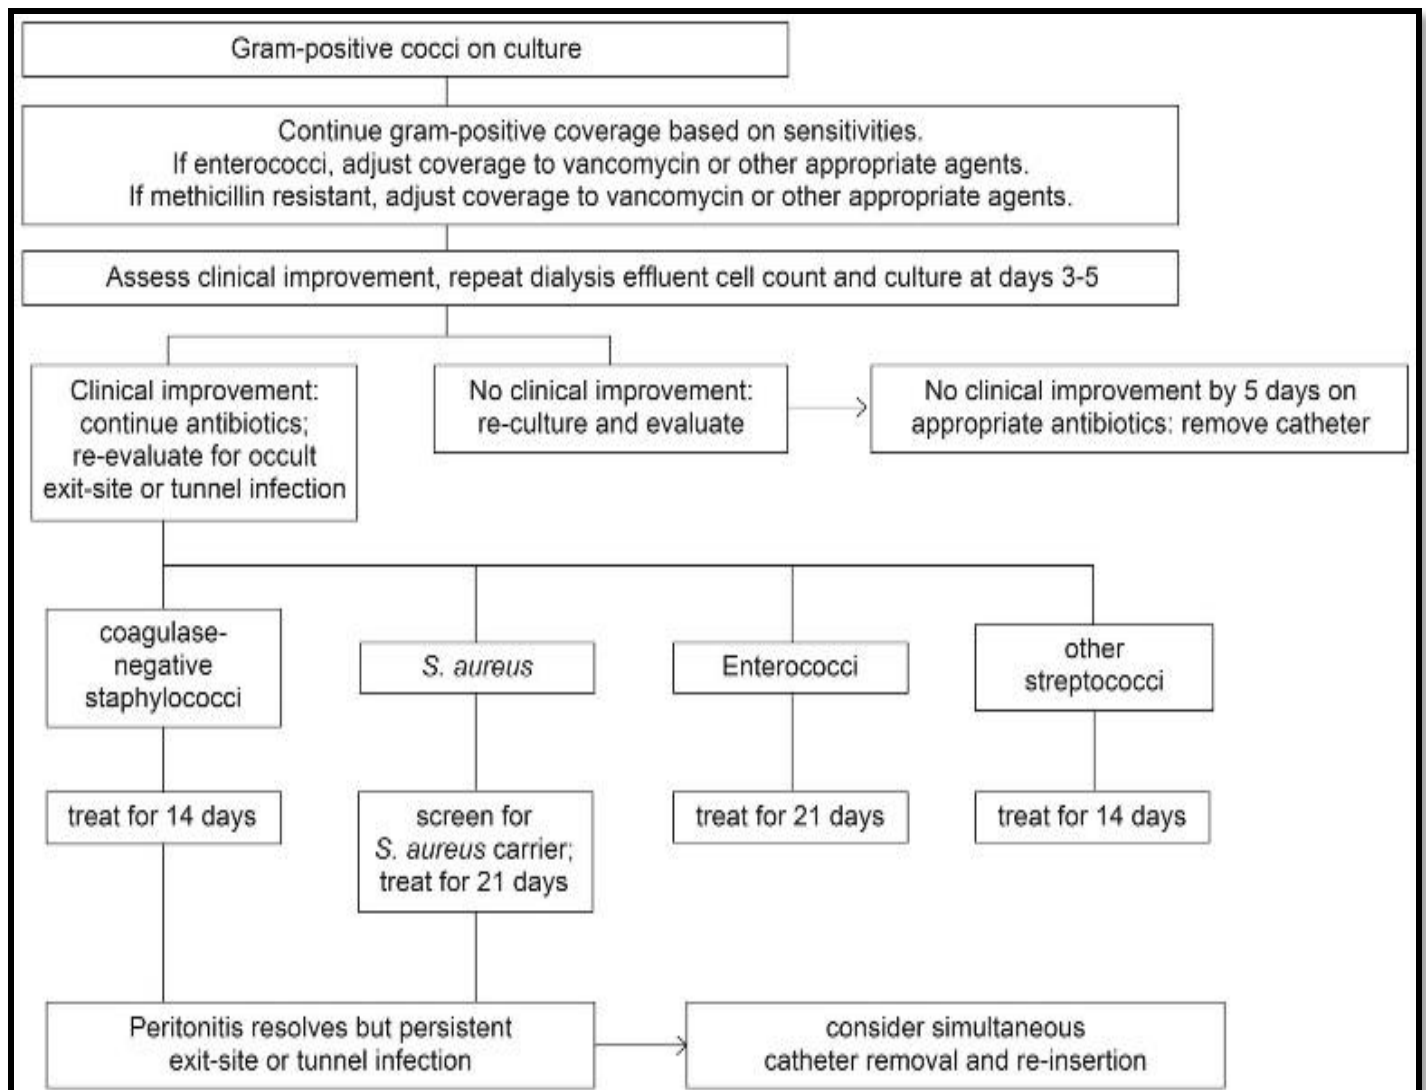 Gram-positive cocci on culture
Continue gram-positive coverage based on sensitivities.
If enterococci, adjust coverage to vancomycin or other appropriate agents.
If methicillin resistant, adjust coverage to vancomycin or other appropriate agents.
Assess clinical improvement, repeat dialysis effluent cell count and culture at days 3-5
Clinical improvement:
continue antibiotics;
re-evaluate for occult
exit-site or tunnel infection
No clinical improvement:
re-culture and evaluate
No clinical improvement by 5 days on
appropriate antibiotics: remove catheter
coagulase-
negative
staphylococci
S. aureus
Enterococci
other
streptococci
treat for 14 days
screen for
S. aureus carrier;
treat for 21 days
treat for 21 days
treat for 14 days
Peritonitis resolves but persistent
exit-site or tunnel infection
consider simultaneous
catheter removal and re-insertion